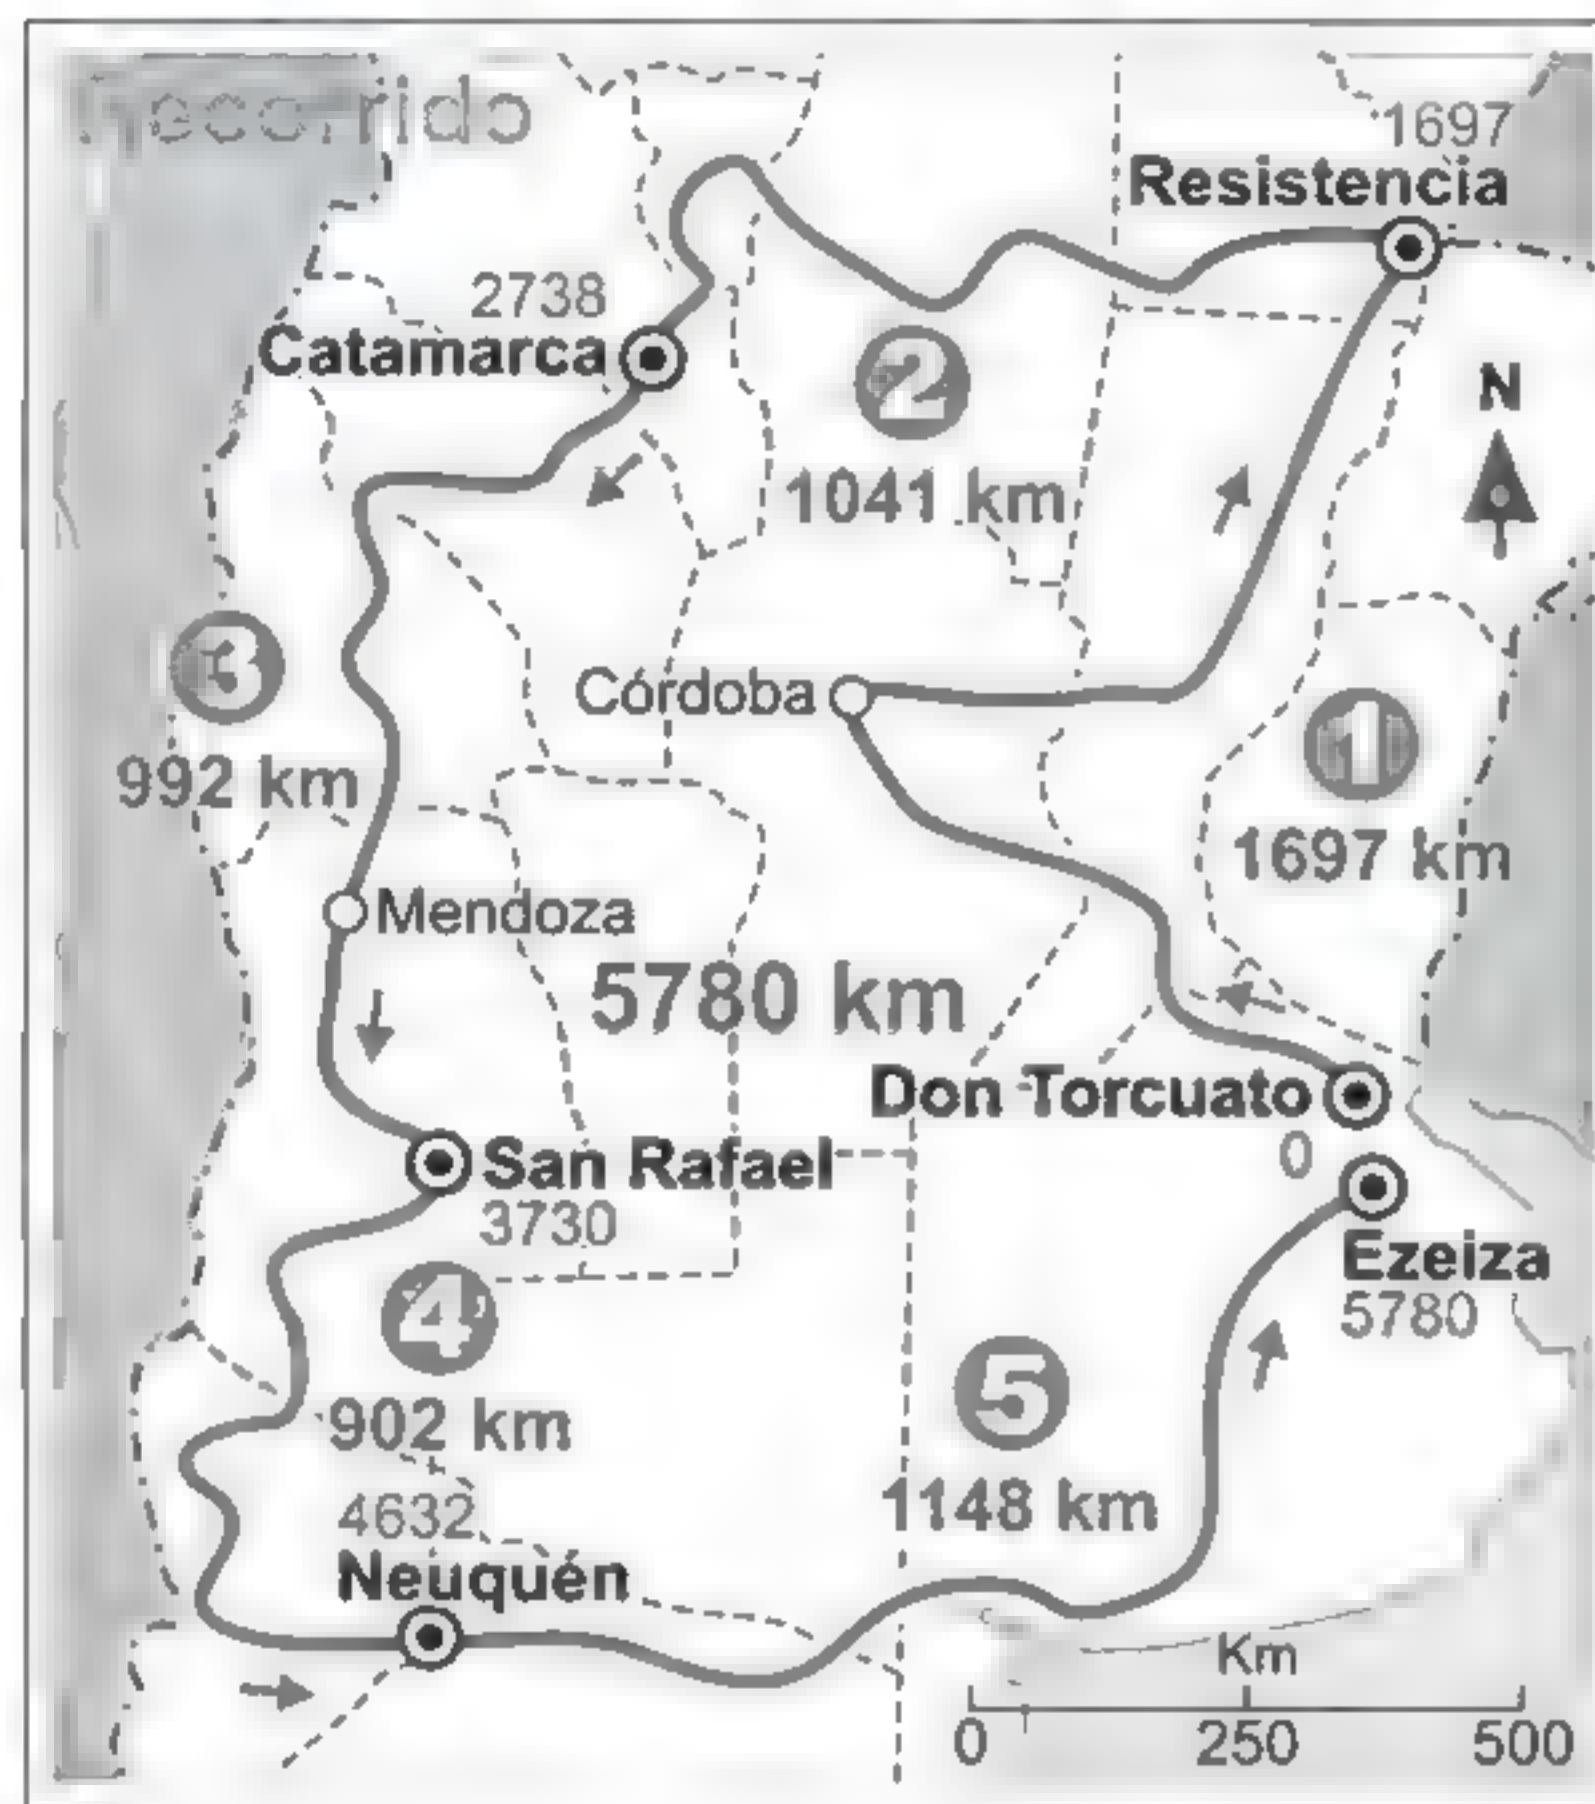 Recorrido
1697
Resistencia
2738
Catamarca
2
1041 km
N
3
992 km
Córdoba
1
1697 km
Mendoza
5780 km
Don Torcuato
0
San Rafael
3730
Ezeiza
5780
4
902 km
5
1148 km
4632
Neuquén
Km
0 250 500